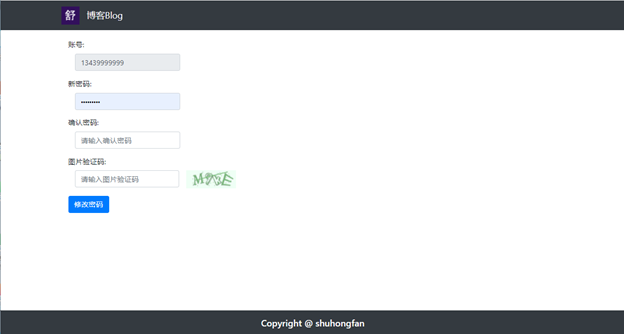 舒 博客Blog
账号:
13439999999
新密码:
•••••••••
确认密码:
请输入确认密码
图片验证码:
请输入图片验证码
修改密码
Copyright @ shuhongfan